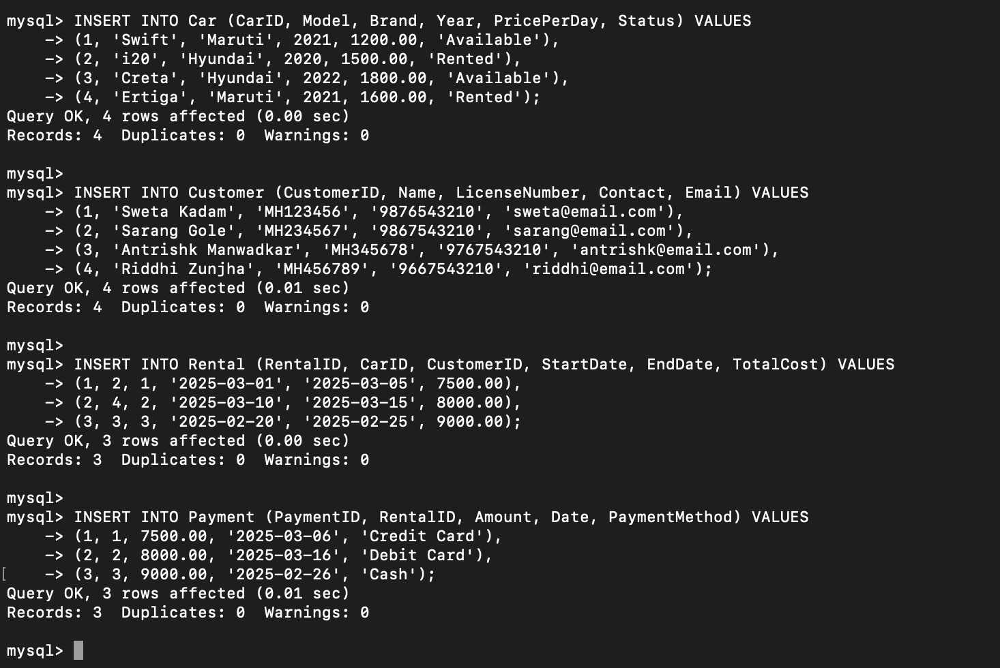 mysql> INSERT INTO Car (CarID, Model, Brand, Year, PricePerDay, Status) VALUES
    -> (1, 'Swift', 'Maruti', 2021, 1200.00, 'Available'),
    -> (2, 'i20', 'Hyundai', 2020, 1500.00, 'Rented'),
    -> (3, 'Creta', 'Hyundai', 2022, 1800.00, 'Available'),
    -> (4, 'Ertiga', 'Maruti', 2021, 1600.00, 'Rented');
Query OK, 4 rows affected (0.00 sec)
Records: 4  Duplicates: 0  Warnings: 0

mysql>
mysql> INSERT INTO Customer (CustomerID, Name, LicenseNumber, Contact, Email) VALUES
    -> (1, 'Sweta Kadam', 'MH123456', '9876543210', 'sweta@email.com'),
    -> (2, 'Sarang Gole', 'MH234567', '9867543210', 'sarang@email.com'),
    -> (3, 'Antrishk Manwadkar', 'MH345678', '9767543210', 'antrishk@email.com'),
    -> (4, 'Riddhi Zunjha', 'MH456789', '9667543210', 'riddhi@email.com');
Query OK, 4 rows affected (0.01 sec)
Records: 4  Duplicates: 0  Warnings: 0

mysql>
mysql> INSERT INTO Rental (RentalID, CarID, CustomerID, StartDate, EndDate, TotalCost) VALUES
    -> (1, 2, 1, '2025-03-01', '2025-03-05', 7500.00),
    -> (2, 4, 2, '2025-03-10', '2025-03-15', 8000.00),
    -> (3, 3, 3, '2025-02-20', '2025-02-25', 9000.00);
Query OK, 3 rows affected (0.00 sec)
Records: 3  Duplicates: 0  Warnings: 0

mysql>
mysql> INSERT INTO Payment (PaymentID, RentalID, Amount, Date, PaymentMethod) VALUES
    -> (1, 1, 7500.00, '2025-03-06', 'Credit Card'),
    -> (2, 2, 8000.00, '2025-03-16', 'Debit Card'),
[    -> (3, 3, 9000.00, '2025-02-26', 'Cash');
Query OK, 3 rows affected (0.01 sec)
Records: 3  Duplicates: 0  Warnings: 0

mysql>